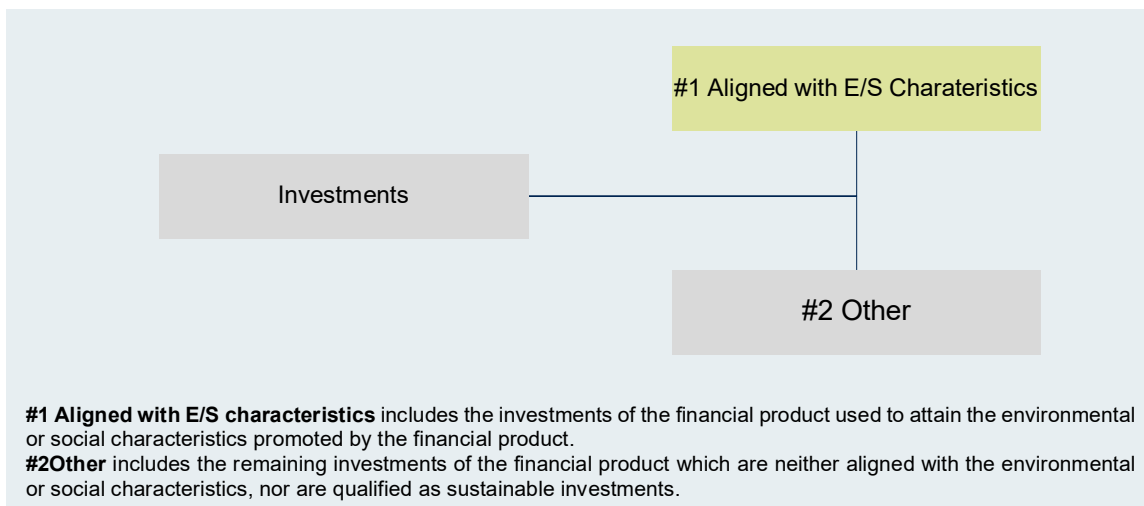 #1 Aligned with E/S Charateristics
Investments
#2 Other
#1 Aligned with E/S characteristics includes the investments of the financial product used to attain the environmental
or social characteristics promoted by the financial product.
#2Other includes the remaining investments of the financial product which are neither aligned with the environmental
or social characteristics, nor are qualified as sustainable investments.